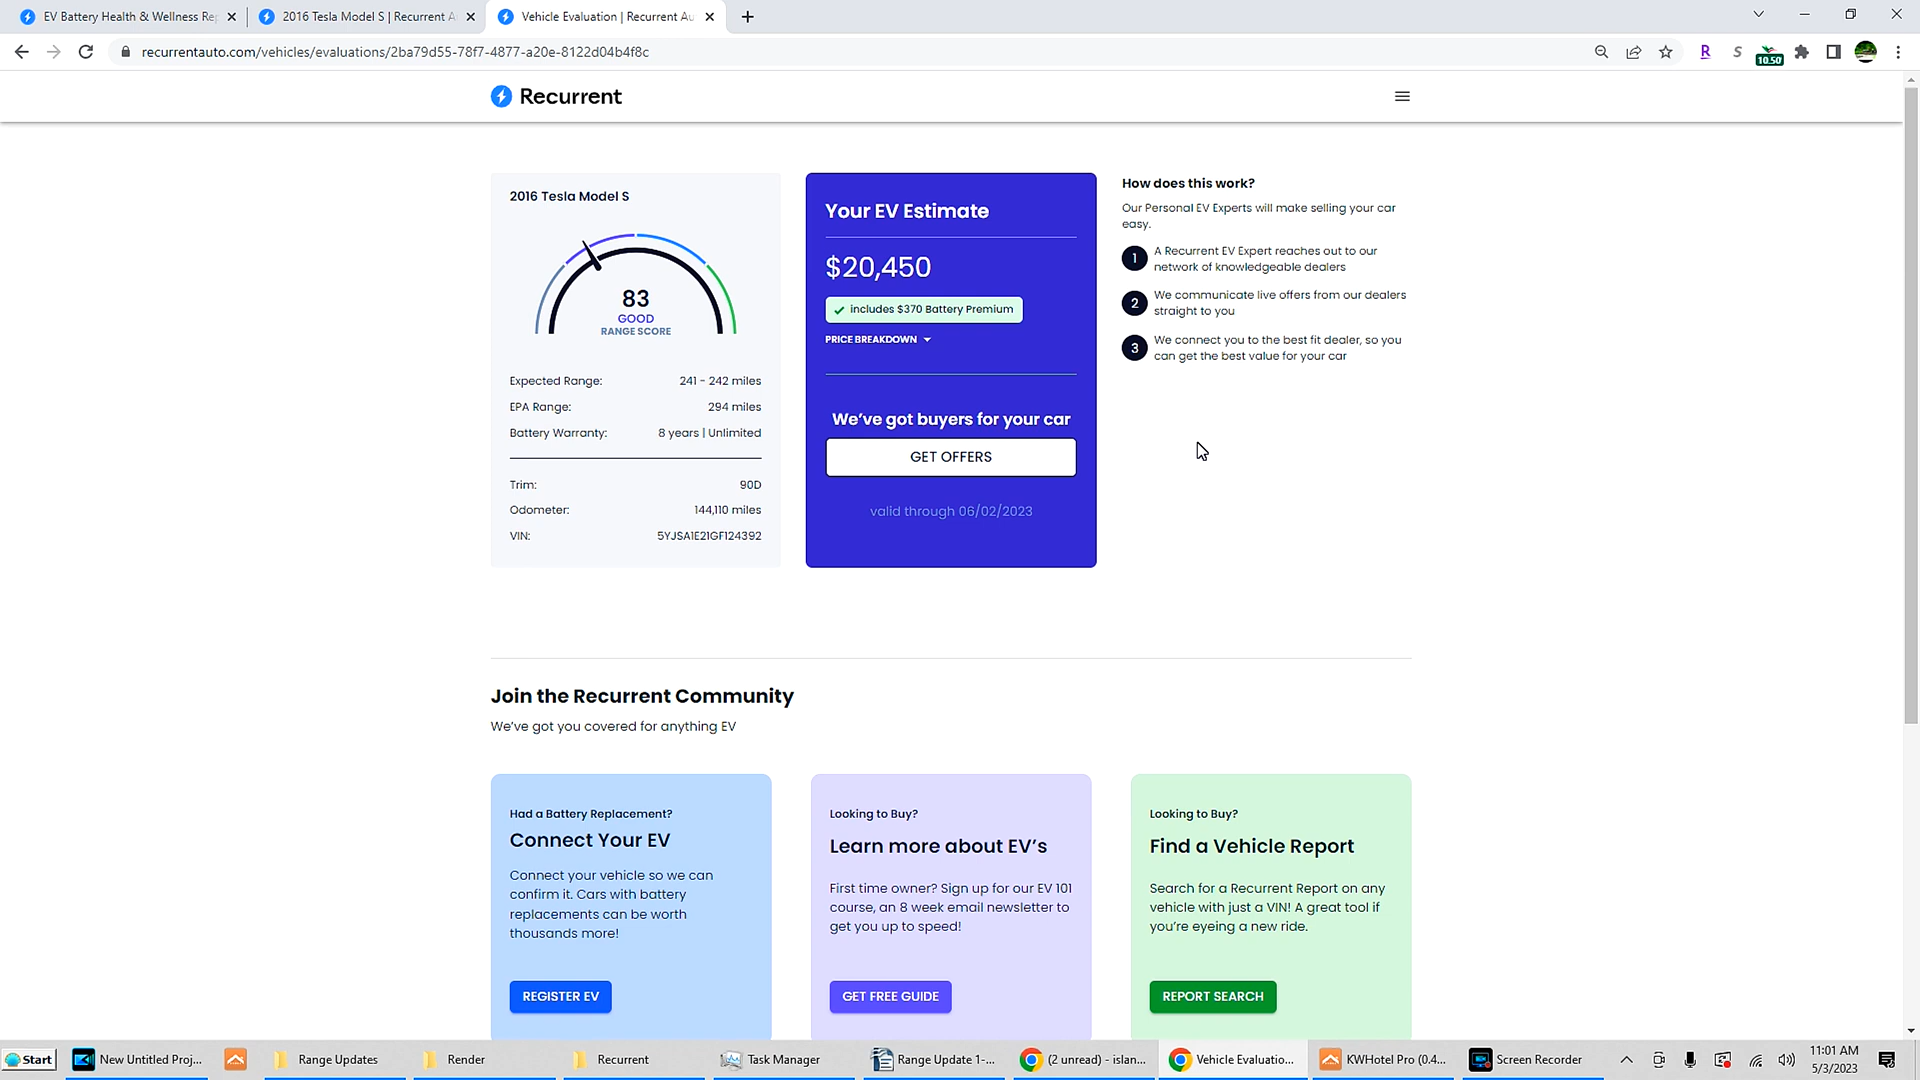 EV Battery Health & Wellness Rep
2016 Tesla Model S | Recurrent A
Vehicle Evaluation | Recurrent Au
recurrentauto.com/vehicles/evaluations/2ba79d55-78f7-4877-a20e-8122d04b4f8c
R
S
10.50
Recurrent
2016 Tesla Model S
83
GOOD
RANGE SCORE
Expected Range: 241 - 242 miles
EPA Range: 294 miles
Battery Warranty: 8 years | Unlimited
Trim: 90D
Odometer: 144,110 miles
VIN: 5YJSA1E21GF124392
Your EV Estimate
$20,450
includes $370 Battery Premium
PRICE BREAKDOWN
We've got buyers for your car
GET OFFERS
valid through 06/02/2023
How does this work?
Our Personal EV Experts will make selling your car
easy.
1 A Recurrent EV Expert reaches out to our
network of knowledgeable dealers
2 We communicate live offers from our dealers
straight to you
3 We connect you to the best fit dealer, so you
can get the best value for your car
Join the Recurrent Community
We've got you covered for anything EV
Had a Battery Replacement?
Connect Your EV
Connect your vehicle so we can
confirm it. Cars with battery
replacements can be worth
thousands more!
REGISTER EV
Looking to Buy?
Learn more about EV's
First time owner? Sign up for our EV 101
course, an 8 week email newsletter to
get you up to speed!
GET FREE GUIDE
Looking to Buy?
Find a Vehicle Report
Search for a Recurrent Report on any
vehicle with just a VIN! A great tool if
you're eyeing a new ride.
REPORT SEARCH
Start
New Untitled Proj...
Range Updates
Render
Recurrent
Task Manager
Range Update 1-...
(2 unread) - islan...
Vehicle Evaluatio...
KWHotel Pro (0.4...
Screen Recorder
11:01 AM
5/3/2023